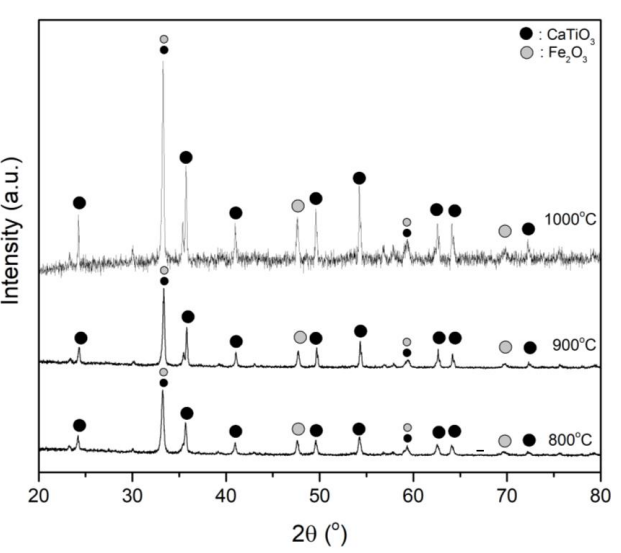 : CaTiO₃
: Fe₂O₃
Intensity (a.u.)
1000°C
900°C
800°C
20 30 40 50 60 70 80
2θ (°)